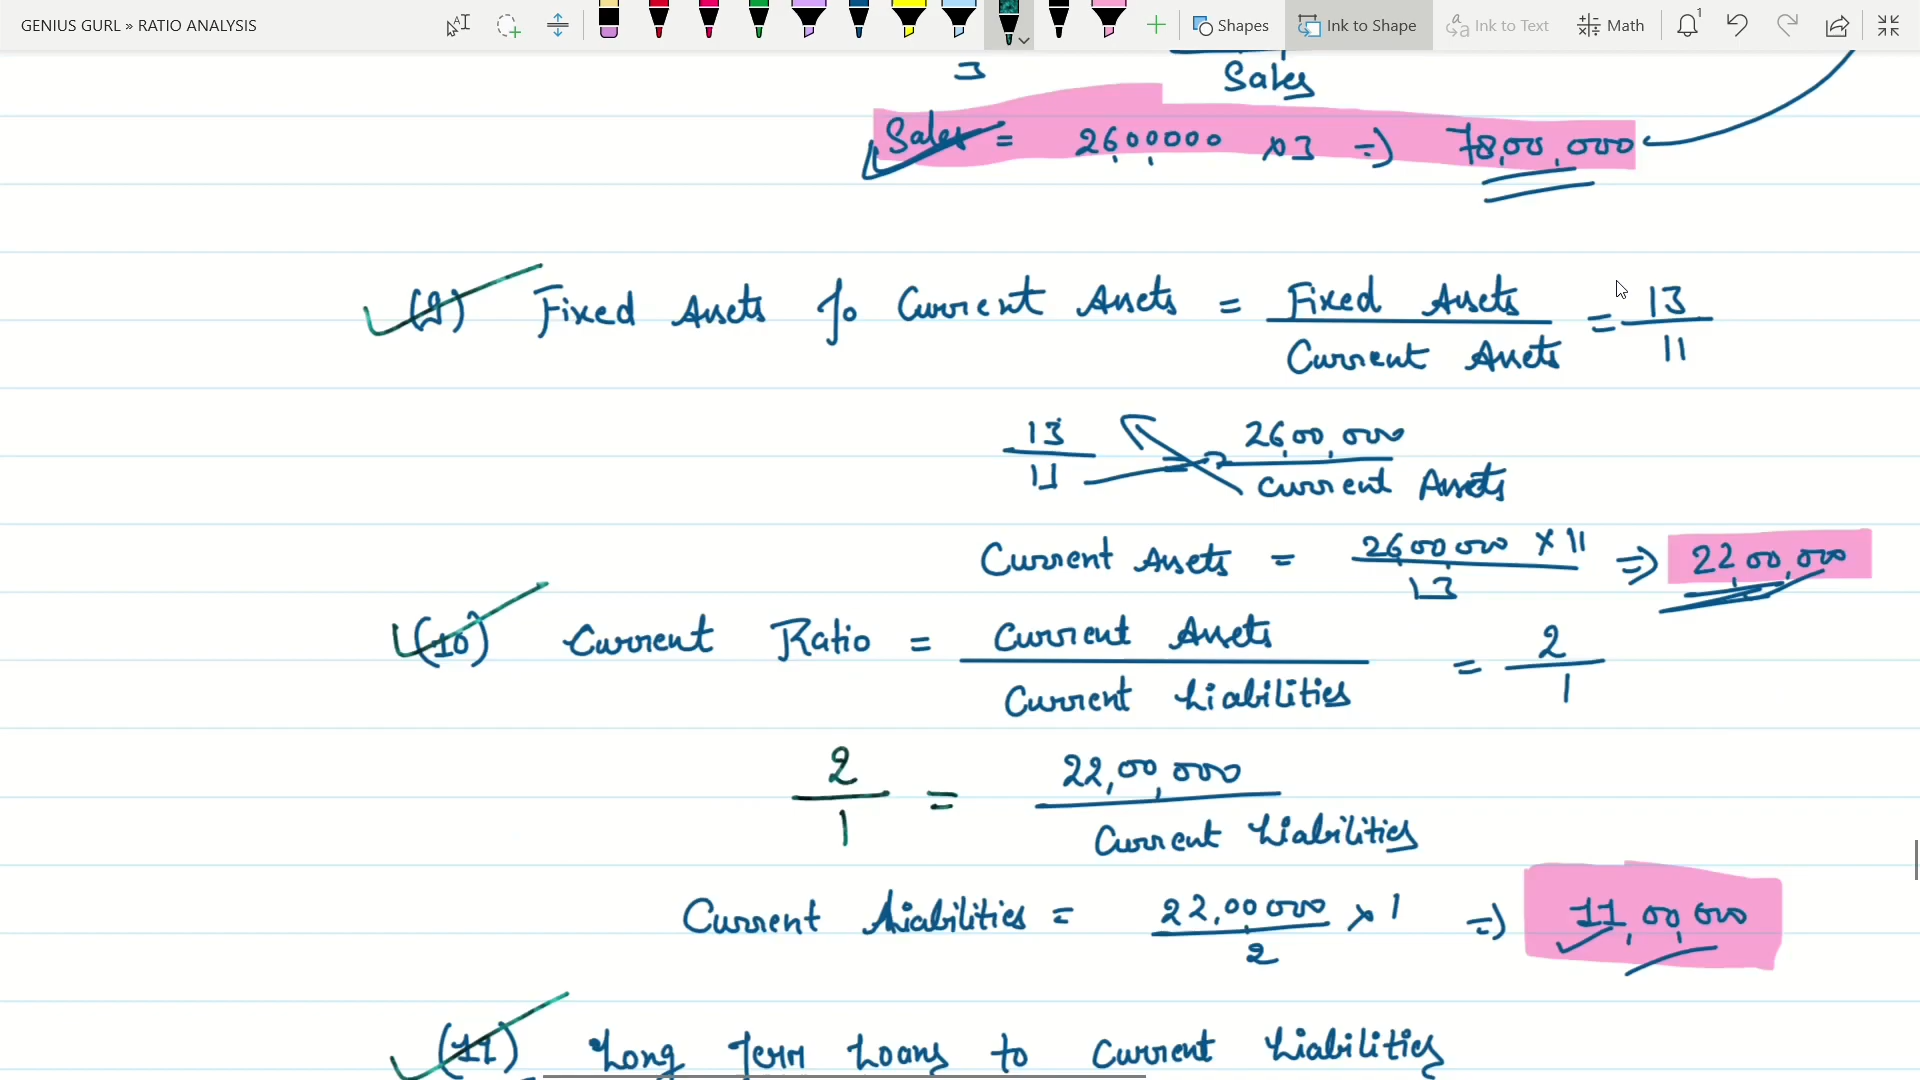 GENIUS GURL » RATIO ANALYSIS Shapes Ink to Shape Ink to Text Math 1
3 Sales
Sales = 2600000 x3 => 78,00,000
(9) Fixed Assets to Current Assets = Fixed Assets / Current Assets = 13 / 11
13 / 11 = 26,00,000 / Current Assets
Current Assets = 2600000 x 11 / 13 => 22,00,000
(10) Current Ratio = Current Assets / Current Liabilities = 2 / 1
2 / 1 = 22,00,000 / Current Liabilities
Current Liabilities = 22,00,000 / 2 x 1 => 11,00,000
(11) Long Term Loans to Current Liabilities